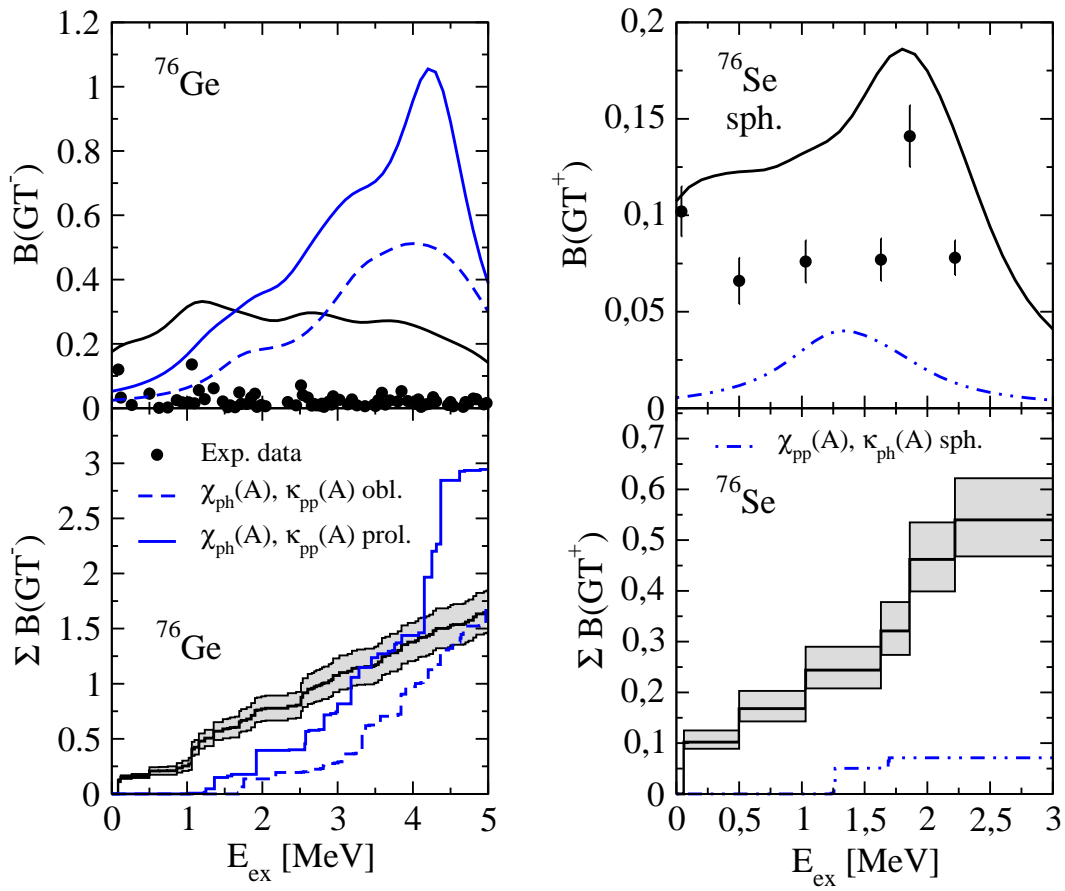 1.2
1
0.8
0.6
0.4
0.2
0
B(GT⁻)
⁷⁶Ge
0,2
0,15
0,1
0,05
0
B(GT⁺)
⁷⁶Se
sph.
3
2.5
2
1.5
1
0.5
0
Σ B(GT⁻)
Exp. data
χph(A), κpp(A) obl.
χph(A), κpp(A) prol.
⁷⁶Ge
0 1 2 3 4 5
Eex [MeV]
0,7
0,6
0,5
0,4
0,3
0,2
0,1
0
Σ B(GT⁺)
χpp(A), κph(A) sph.
⁷⁶Se
0 0,5 1 1,5 2 2,5 3
Eex [MeV]